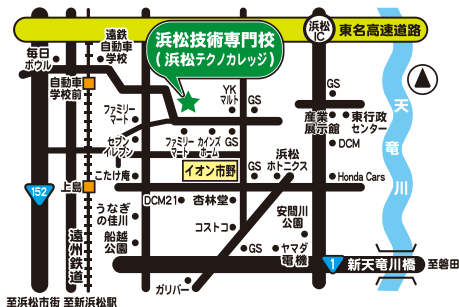 浜松技術専門校
(浜松テクノカレッジ)
浜松
IC
東名高速道路
遠鉄
自動車
学校
毎日
ボウル
自動車
学校前
ファミリー
マート
セブン
イレブン
こたけ庵
上島
152
うなぎ
の佳川
船越
公園
遠州鉄道
至浜松市街
至新浜松駅
YK
マルト
GS
GS
産業
展示館
東行政
センター
DCM
ファミリー
マート
カインズ
ホーム
GS
イオン市野
GS
浜松
ホトニクス
Honda Cars
DCM21
杏林堂
コストコ
安間川
公園
GS
ヤマダ
電機
ガリバー
1
新天竜川橋
至磐田
天竜川